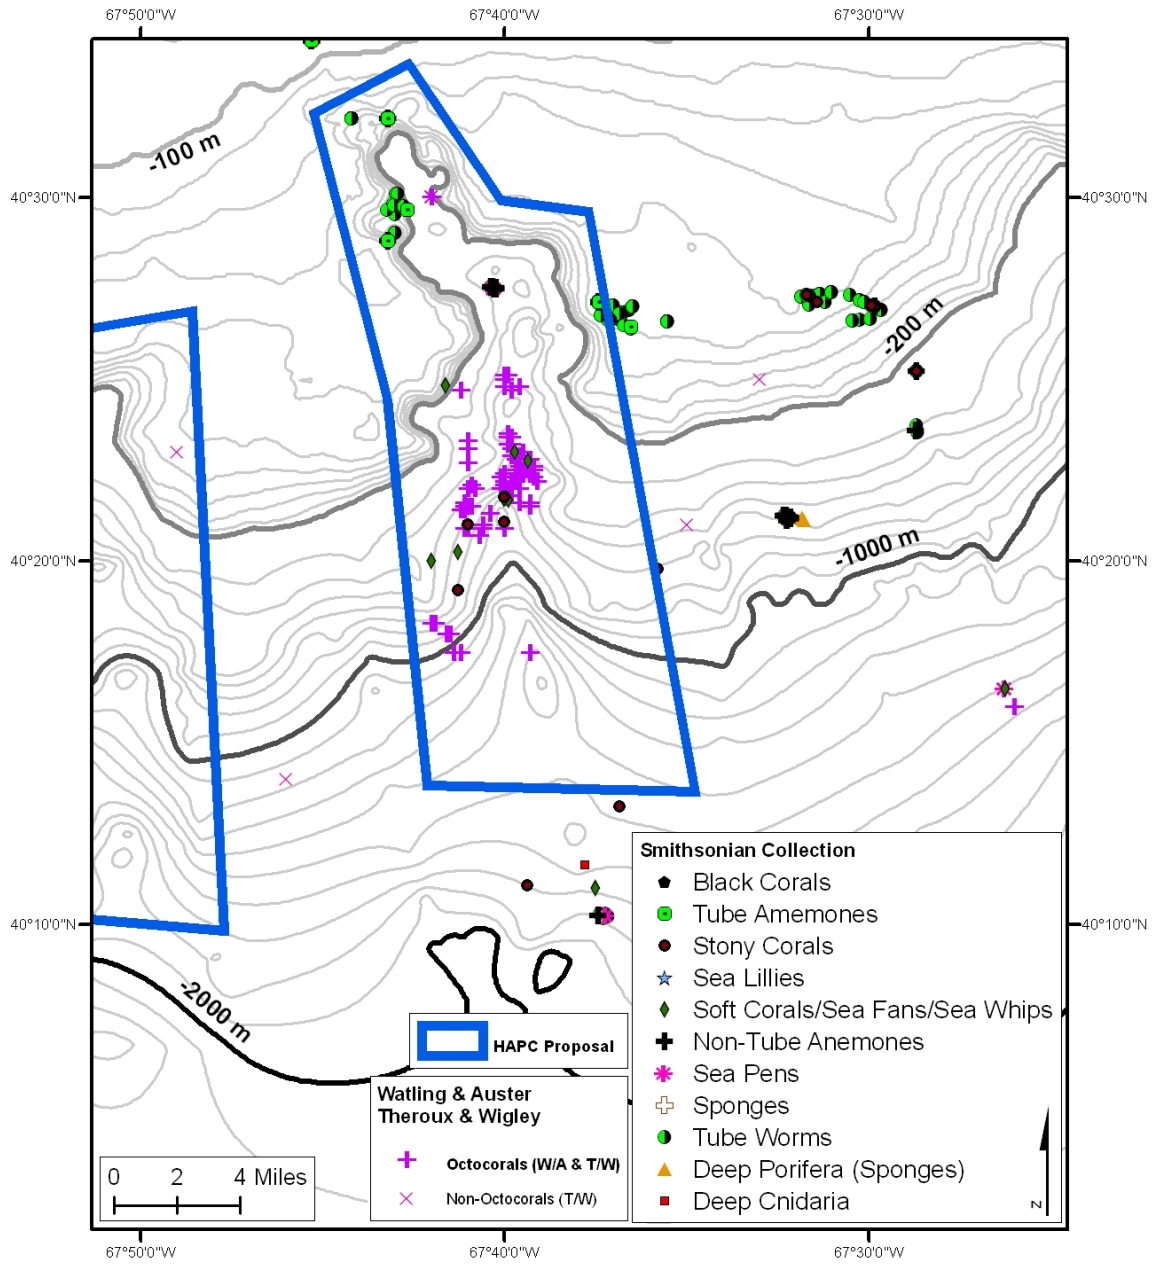 67°50'0"W 67°40'0"W 67°30'0"W
-100 m
40°30'0"N 40°30'0"N
-200 m
-1000 m
40°20'0"N 40°20'0"N
40°10'0"N 40°10'0"N
-2000 m
Smithsonian Collection
Black Corals
Tube Amemones
Stony Corals
Sea Lillies
Soft Corals/Sea Fans/Sea Whips
Non-Tube Anemones
Sea Pens
Sponges
Tube Worms
Deep Porifera (Sponges)
Deep Cnidaria
N
HAPC Proposal
Watling & Auster
Theroux & Wigley
Octocorals (W/A & T/W)
Non-Octocorals (T/W)
0 2 4 Miles
67°50'0"W 67°40'0"W 67°30'0"W